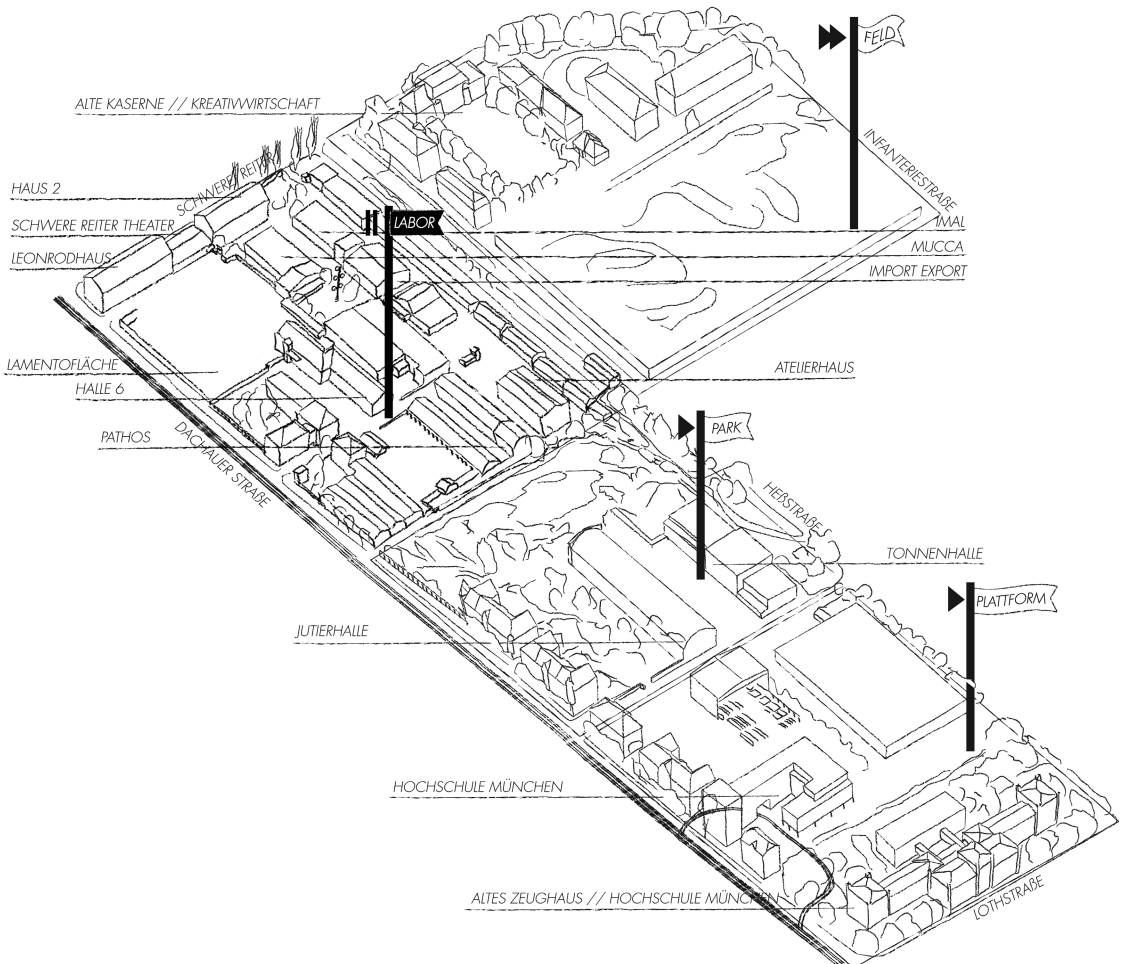 FELD
ALTE KASERNE // KREATIVWIRTSCHAFT
INFANTERIESTRAßE
SCHWERE REITER
HAUS 2
SCHWERE REITER THEATER
LABOR
IMAL
LEONRODHAUS
MUCCA
IMPORT EXPORT
LAMENTOFLÄCHE
ATELIERHAUS
HALLE 6
PARK
PATHOS
DACHAUER STRAßE
HEßSTRAßE
TONNENHALLE
PLATTFORM
JUTIERHALLE
HOCHSCHULE MÜNCHEN
ALTES ZEUGHAUS // HOCHSCHULE MÜNCHEN
LOTHSTRAßE